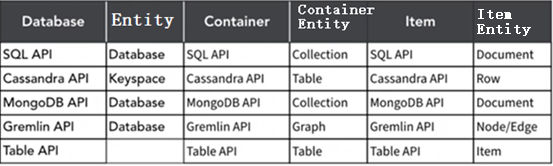 Database Entity Container Container Entity Item Item Entity
SQL API Database SQL API Collection SQL API Document
Cassandra API Keyspace Cassandra API Table Cassandra API Row
MongoDB API Database MongoDB API Collection MongoDB API Document
Gremlin API Database Gremlin API Graph Gremlin API Node/Edge
Table API Table API Table Table API Item